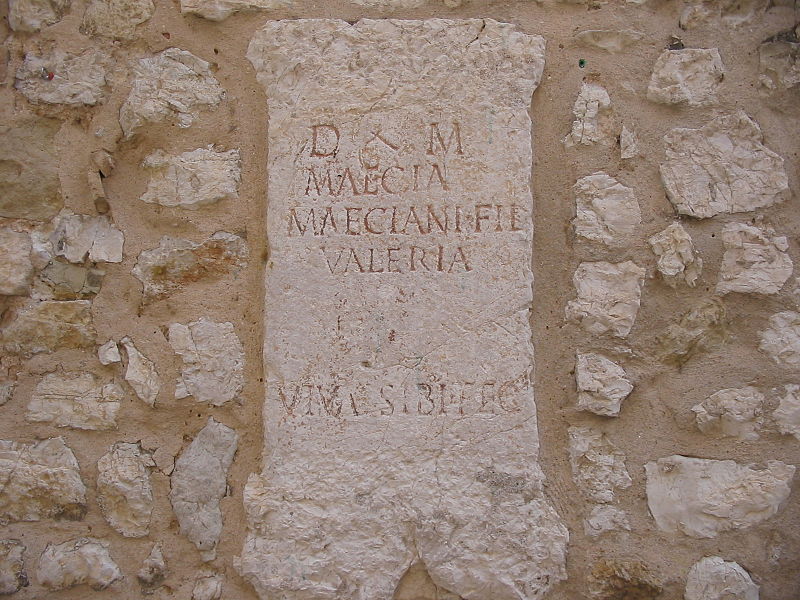 D M
MAECIA
MAECIANI·FIL
VALERIA
VIVA SIBI·FEC